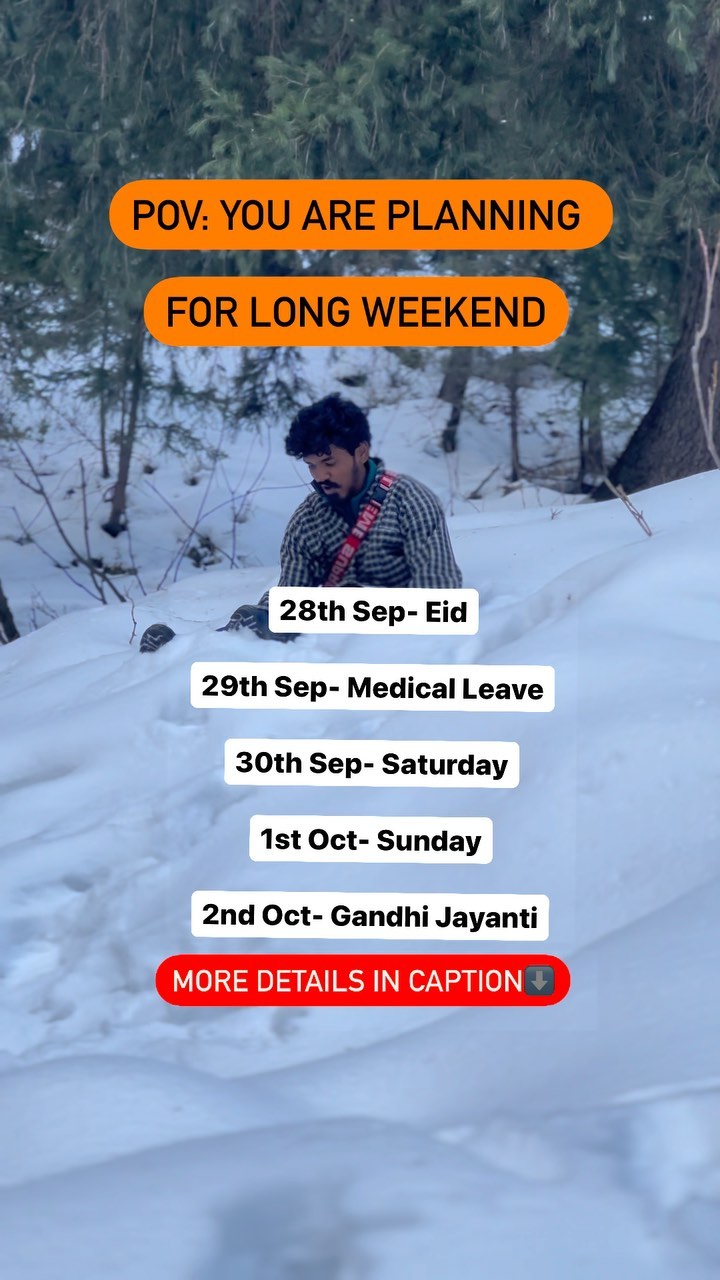 POV: YOU ARE PLANNING
FOR LONG WEEKEND
28th Sep- Eid
29th Sep- Medical Leave
30th Sep- Saturday
1st Oct- Sunday
2nd Oct- Gandhi Jayanti
MORE DETAILS IN CAPTION⬇️